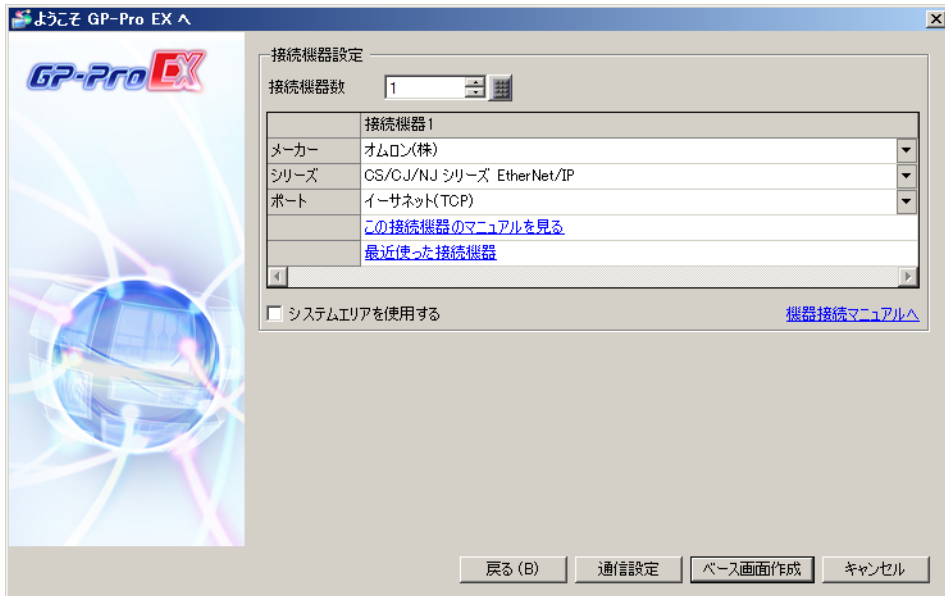 ようこそ GP-Pro EX へ
GP-Pro EX
接続機器設定
接続機器数 1
接続機器1
メーカー オムロン(株)
シリーズ CS/CJ/NJ シリーズ EtherNet/IP
ポート イーサネット(TCP)
この接続機器のマニュアルを見る
最近使った接続機器
システムエリアを使用する 機器接続マニュアルへ
戻る(B) 通信設定 ベース画面作成 キャンセル